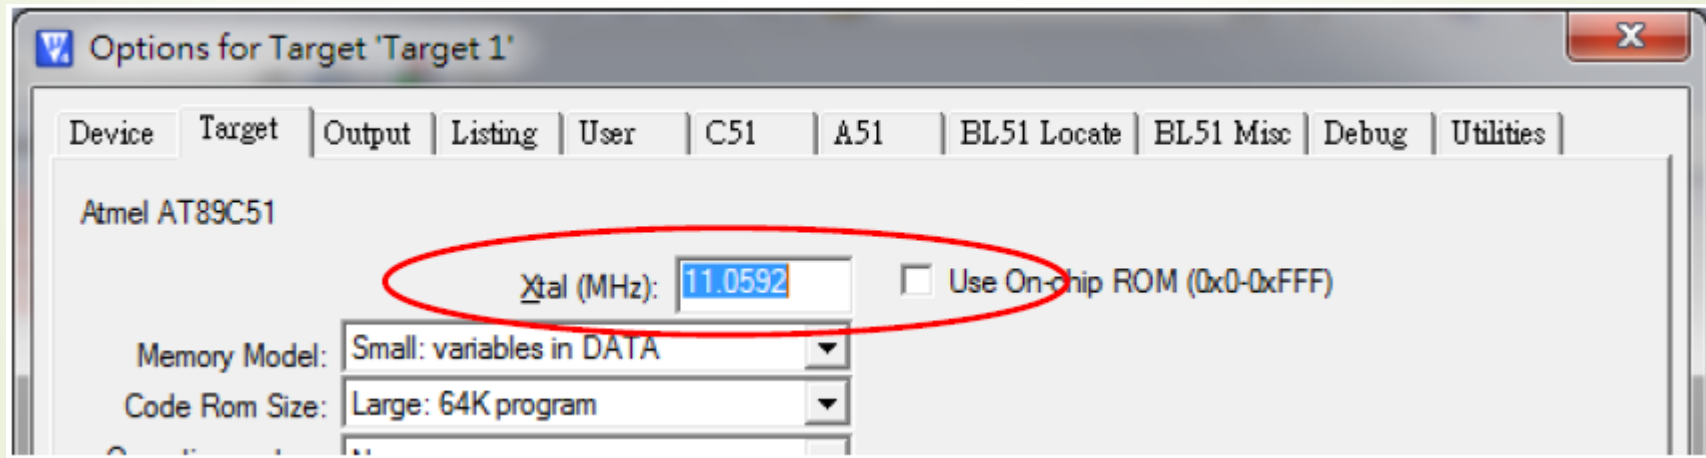 Options for Target 'Target 1'
Device Target Output Listing User C51 A51 BL51 Locate BL51 Misc Debug Utilities
Atmel AT89C51
Xtal (MHz): 11.0592 Use On-chip ROM (0x0-0xFFF)
Memory Model: Small: variables in DATA
Code Rom Size: Large: 64K program